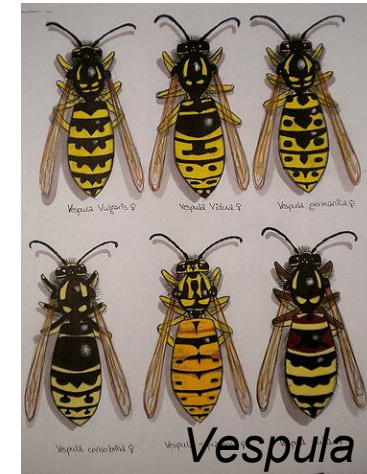 Vespula Vulgaris ♀
Vespula Vidua ♀
Vespula germanica ♀
Vespula consobrina ♀
Vespula